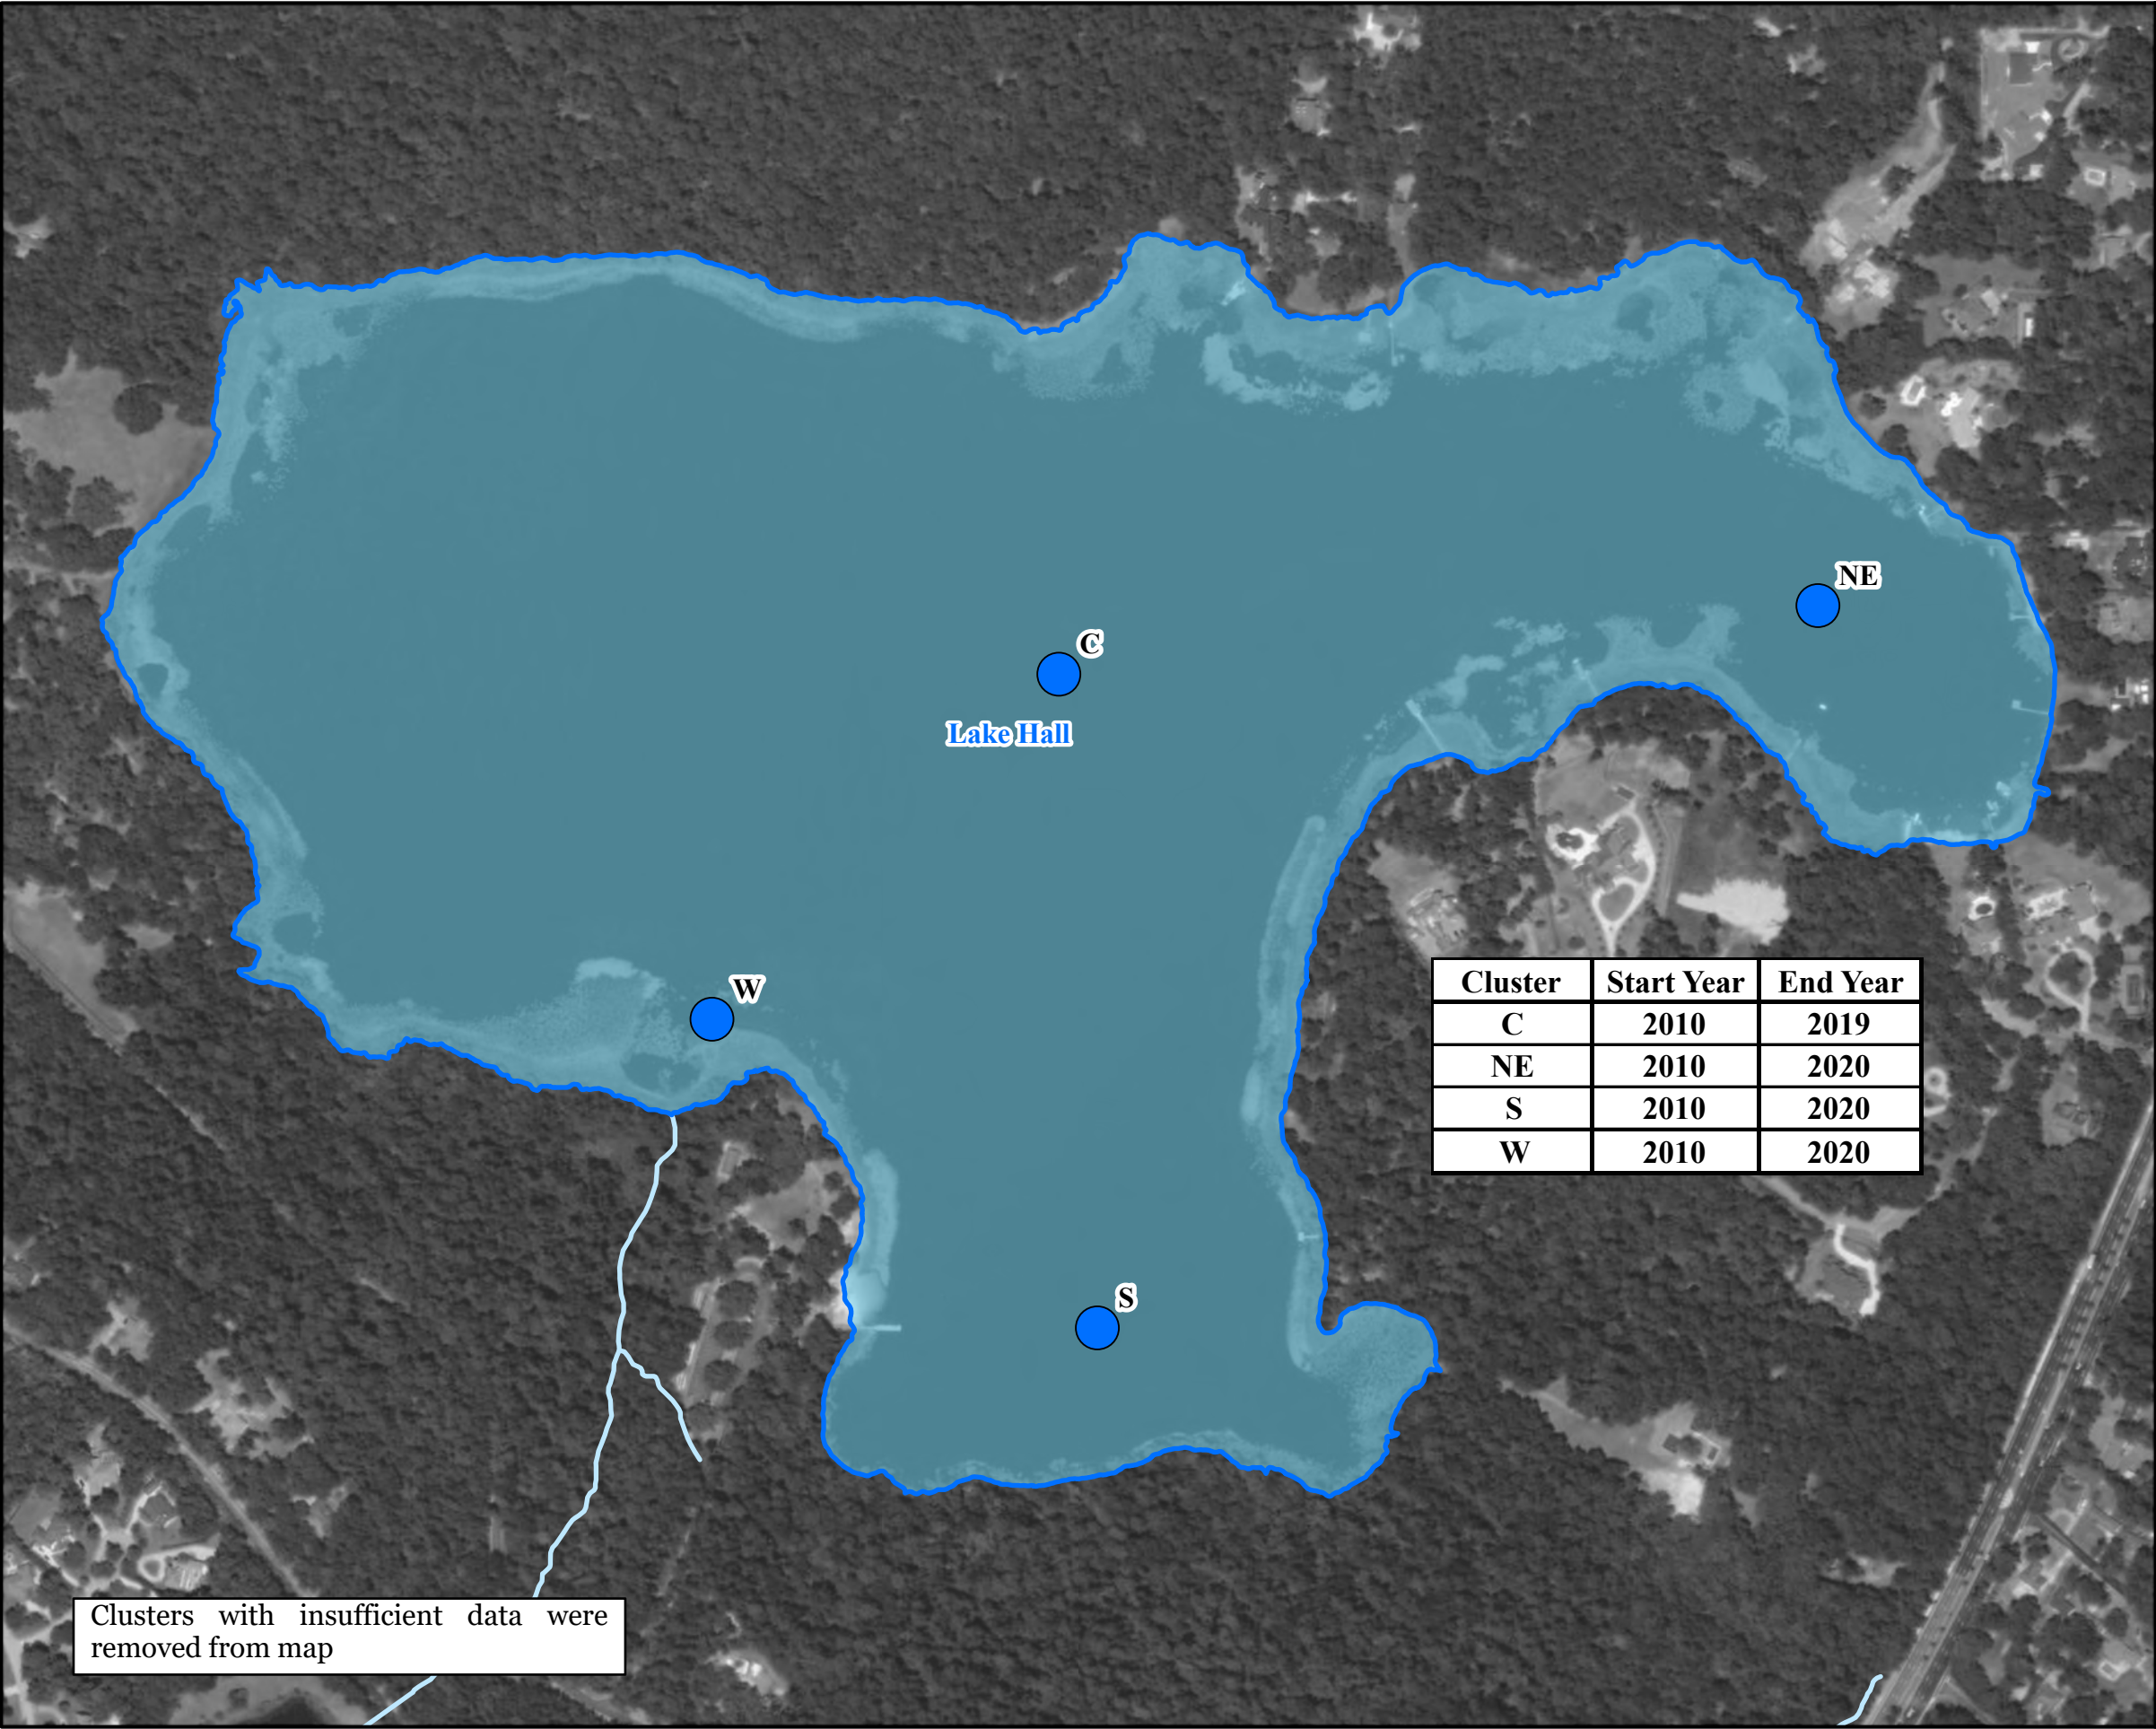 NE
C
Lake Hall
W
Cluster Start Year End Year
C 2010 2019
NE 2010 2020
S 2010 2020
W 2010 2020
S
Clusters with insufficient data were
removed from map